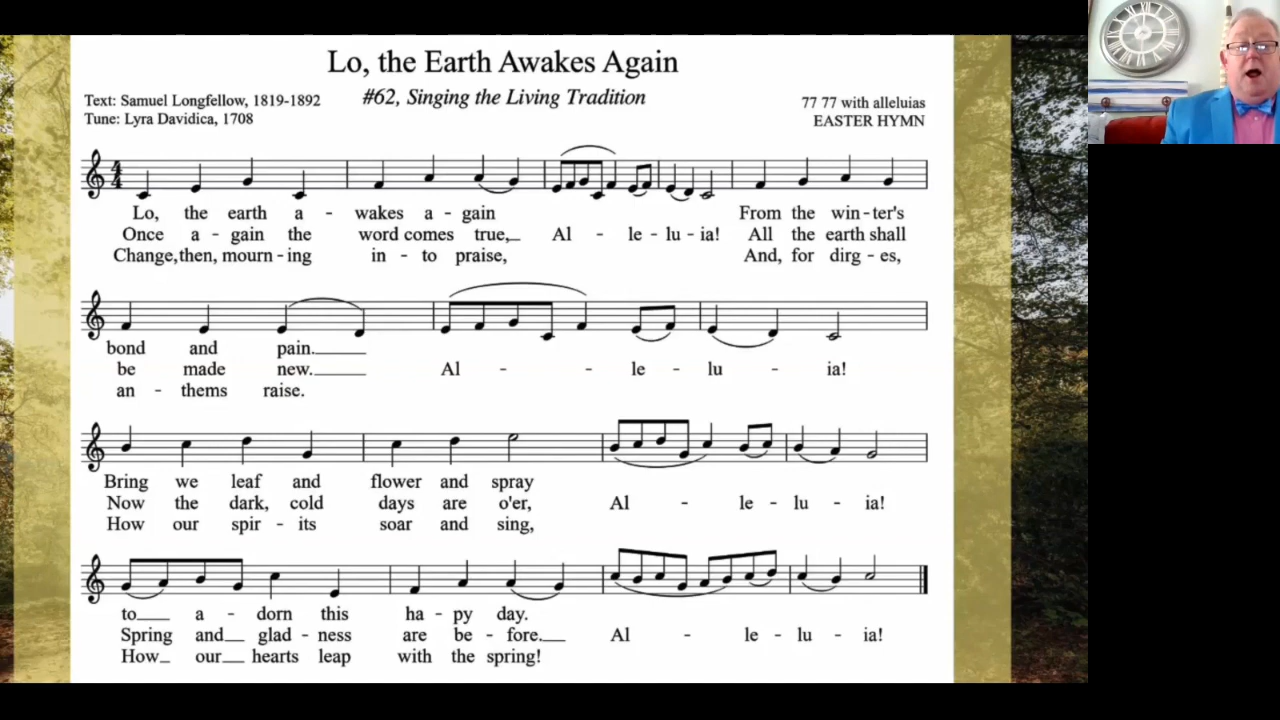 Lo, the Earth Awakes Again
Text: Samuel Longfellow, 1819-1892
#62, Singing the Living Tradition
77 77 with alleluias
Tune: Lyra Davidica, 1708
EASTER HYMN
4
4
Lo, the earth a - wakes a - gain From the win - ter's
Once a - gain the word comes true, Al - le - lu - ia! All the earth shall
Change, then, mourn - ing in - to praise, And, for dirg - es,
bond and pain.
be made new. Al - - le - lu - ia!
an - thems raise.
Bring we leaf and flower and spray
Now the dark, cold days are o'er, Al - le - lu - ia!
How our spir - its soar and sing,
to a - dorn this ha - py day.
Spring and glad - ness are be - fore. Al - le - lu - ia!
How our hearts leap with the spring!